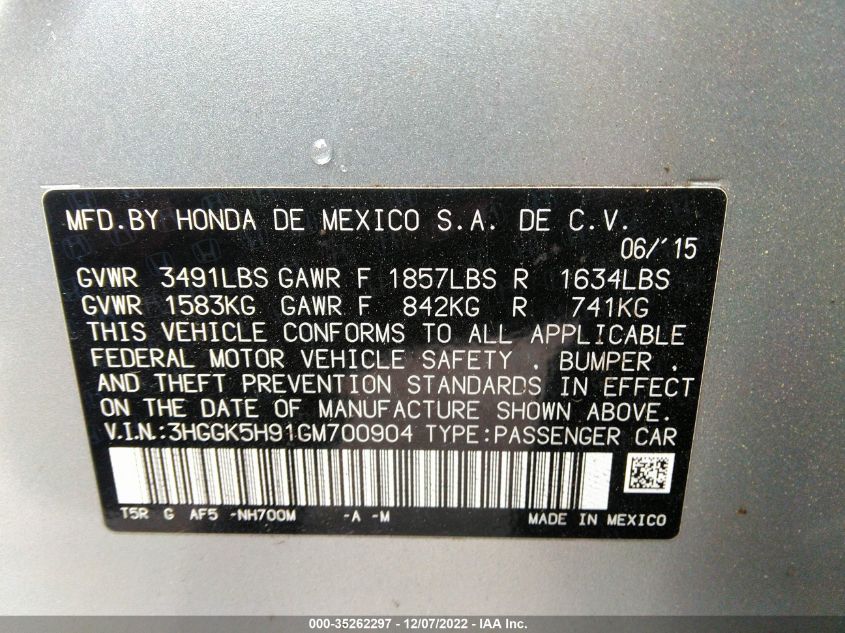 MFD.BY HONDA DE MEXICO S.A. DE C.V.
06/'15
GVWR 3491LBS GAWR F 1857LBS R 1634LBS
GVWR 1583KG GAWR F 842KG R 741KG
THIS VEHICLE CONFORMS TO ALL APPLICABLE
FEDERAL MOTOR VEHICLE SAFETY , BUMPER ,
AND THEFT PREVENTION STANDARDS IN EFFECT
ON THE DATE OF MANUFACTURE SHOWN ABOVE.
V.I.N.:3HGGK5H91GM700904 TYPE:PASSENGER CAR
T5R G AF5 -NH700M -A -M MADE IN MEXICO
000-35262297 - 12/07/2022 - IAA Inc.